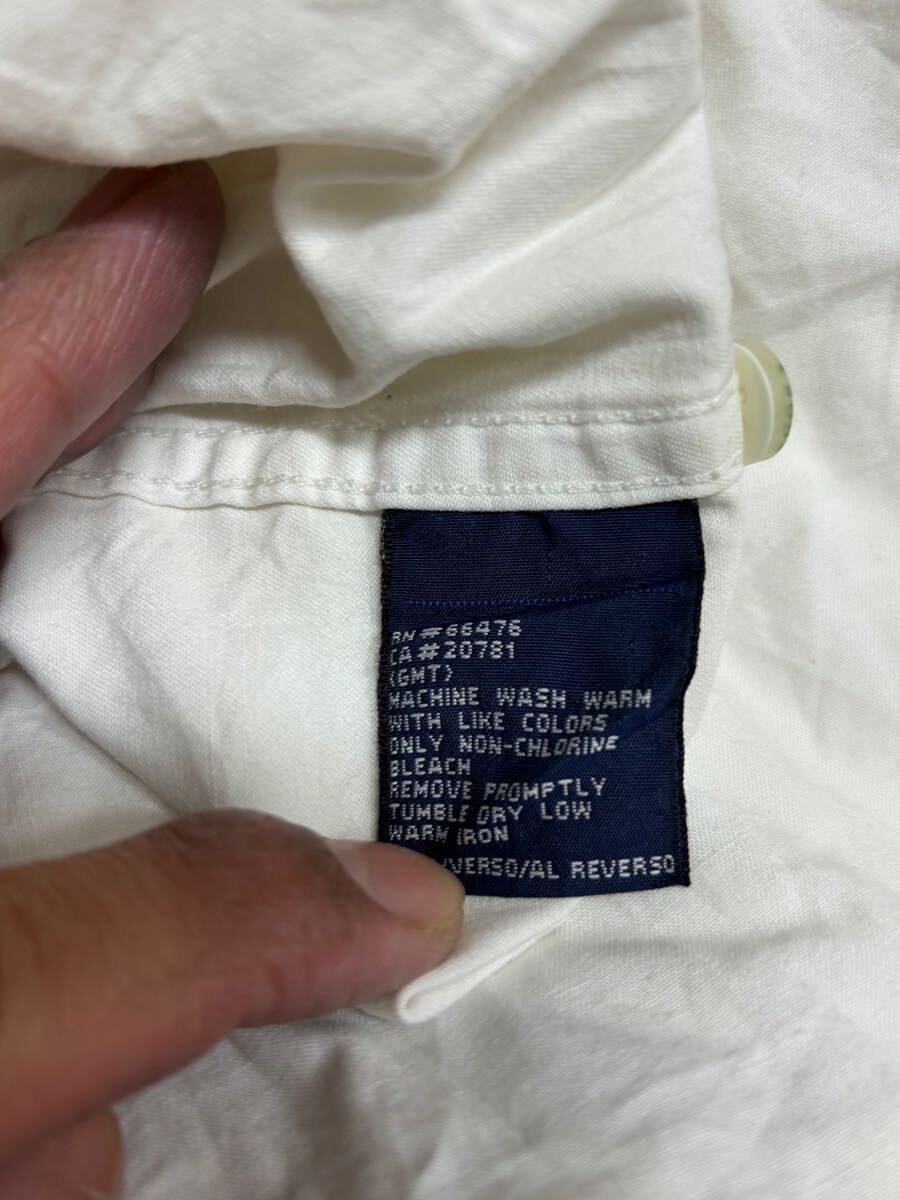 RN#66476
CA#20781
(GMT)
MACHINE WASH WARM
WITH LIKE COLORS
ONLY NON-CHLORINE
BLEACH
REMOVE PROMPTLY
TUMBLE DRY LOW
WARM IRON
/VERSO/AL REVERSO